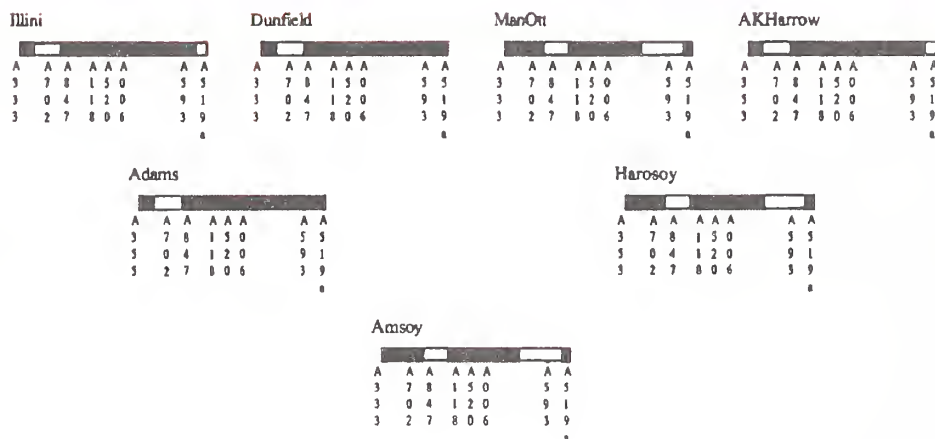 Illini
A A A A A A A A
3 7 8 1 5 0 5 5
3 0 4 1 2 0 9 1
3 2 7 8 0 6 3 9
a
Dunfield
A A A A A A A A
3 7 8 1 5 0 5 5
3 0 4 1 2 0 9 1
3 2 7 8 0 6 3 9
a
ManOtt
A A A A A A A A
3 7 8 1 5 0 5 5
3 0 4 1 2 0 9 1
3 2 7 8 0 6 3 9
a
AKHarrow
A A A A A A A A
3 7 8 1 5 0 5 5
3 0 4 1 2 0 9 1
3 2 7 8 0 6 3 9
a
Adams
A A A A A A A A
3 7 8 1 5 0 5 5
3 0 4 1 2 0 9 1
3 2 7 8 0 6 3 9
a
Harosoy
A A A A A A A A
3 7 8 1 5 0 5 5
3 0 4 1 2 0 9 1
3 2 7 8 0 6 3 9
a
Amsoy
A A A A A A A A
3 7 8 1 5 0 5 5
3 0 4 1 2 0 9 1
3 2 7 8 0 6 3 9
a